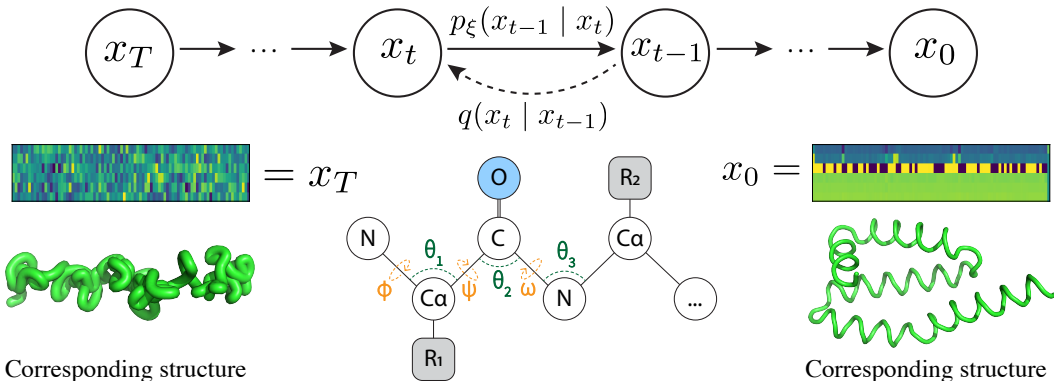 x_T ... x_t p_ξ(x_{t−1} | x_t) x_{t−1} ... x_0
q(x_t | x_{t−1})
= x_T
x_0 =
O
R₂
N
C
Cα
θ₁
θ₃
ϕ
ψ
θ₂
ω
Cα
N
...
R₁
Corresponding structure
Corresponding structure